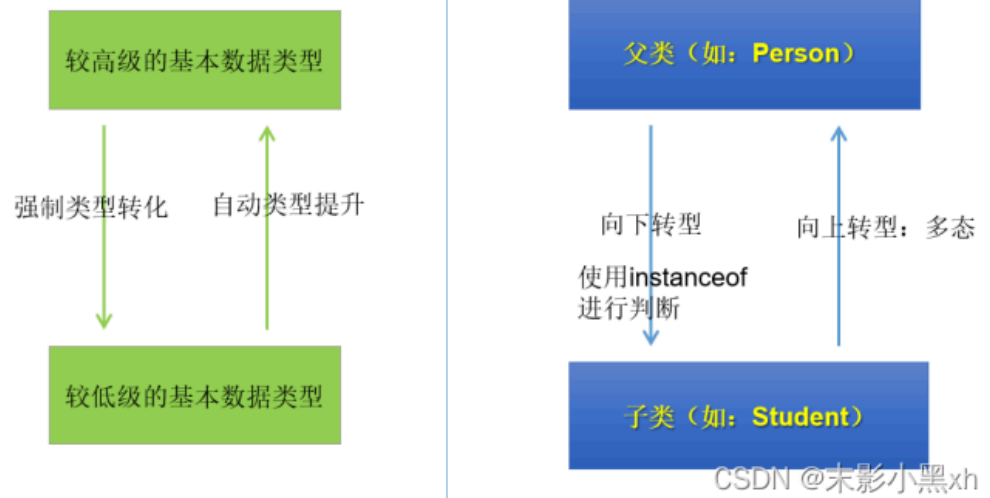 较高级的基本数据类型
强制类型转化
自动类型提升
较低级的基本数据类型
父类（如：Person）
向下转型
使用instanceof
进行判断
向上转型：多态
子类（如：Student）
CSDN @末影小黑xh